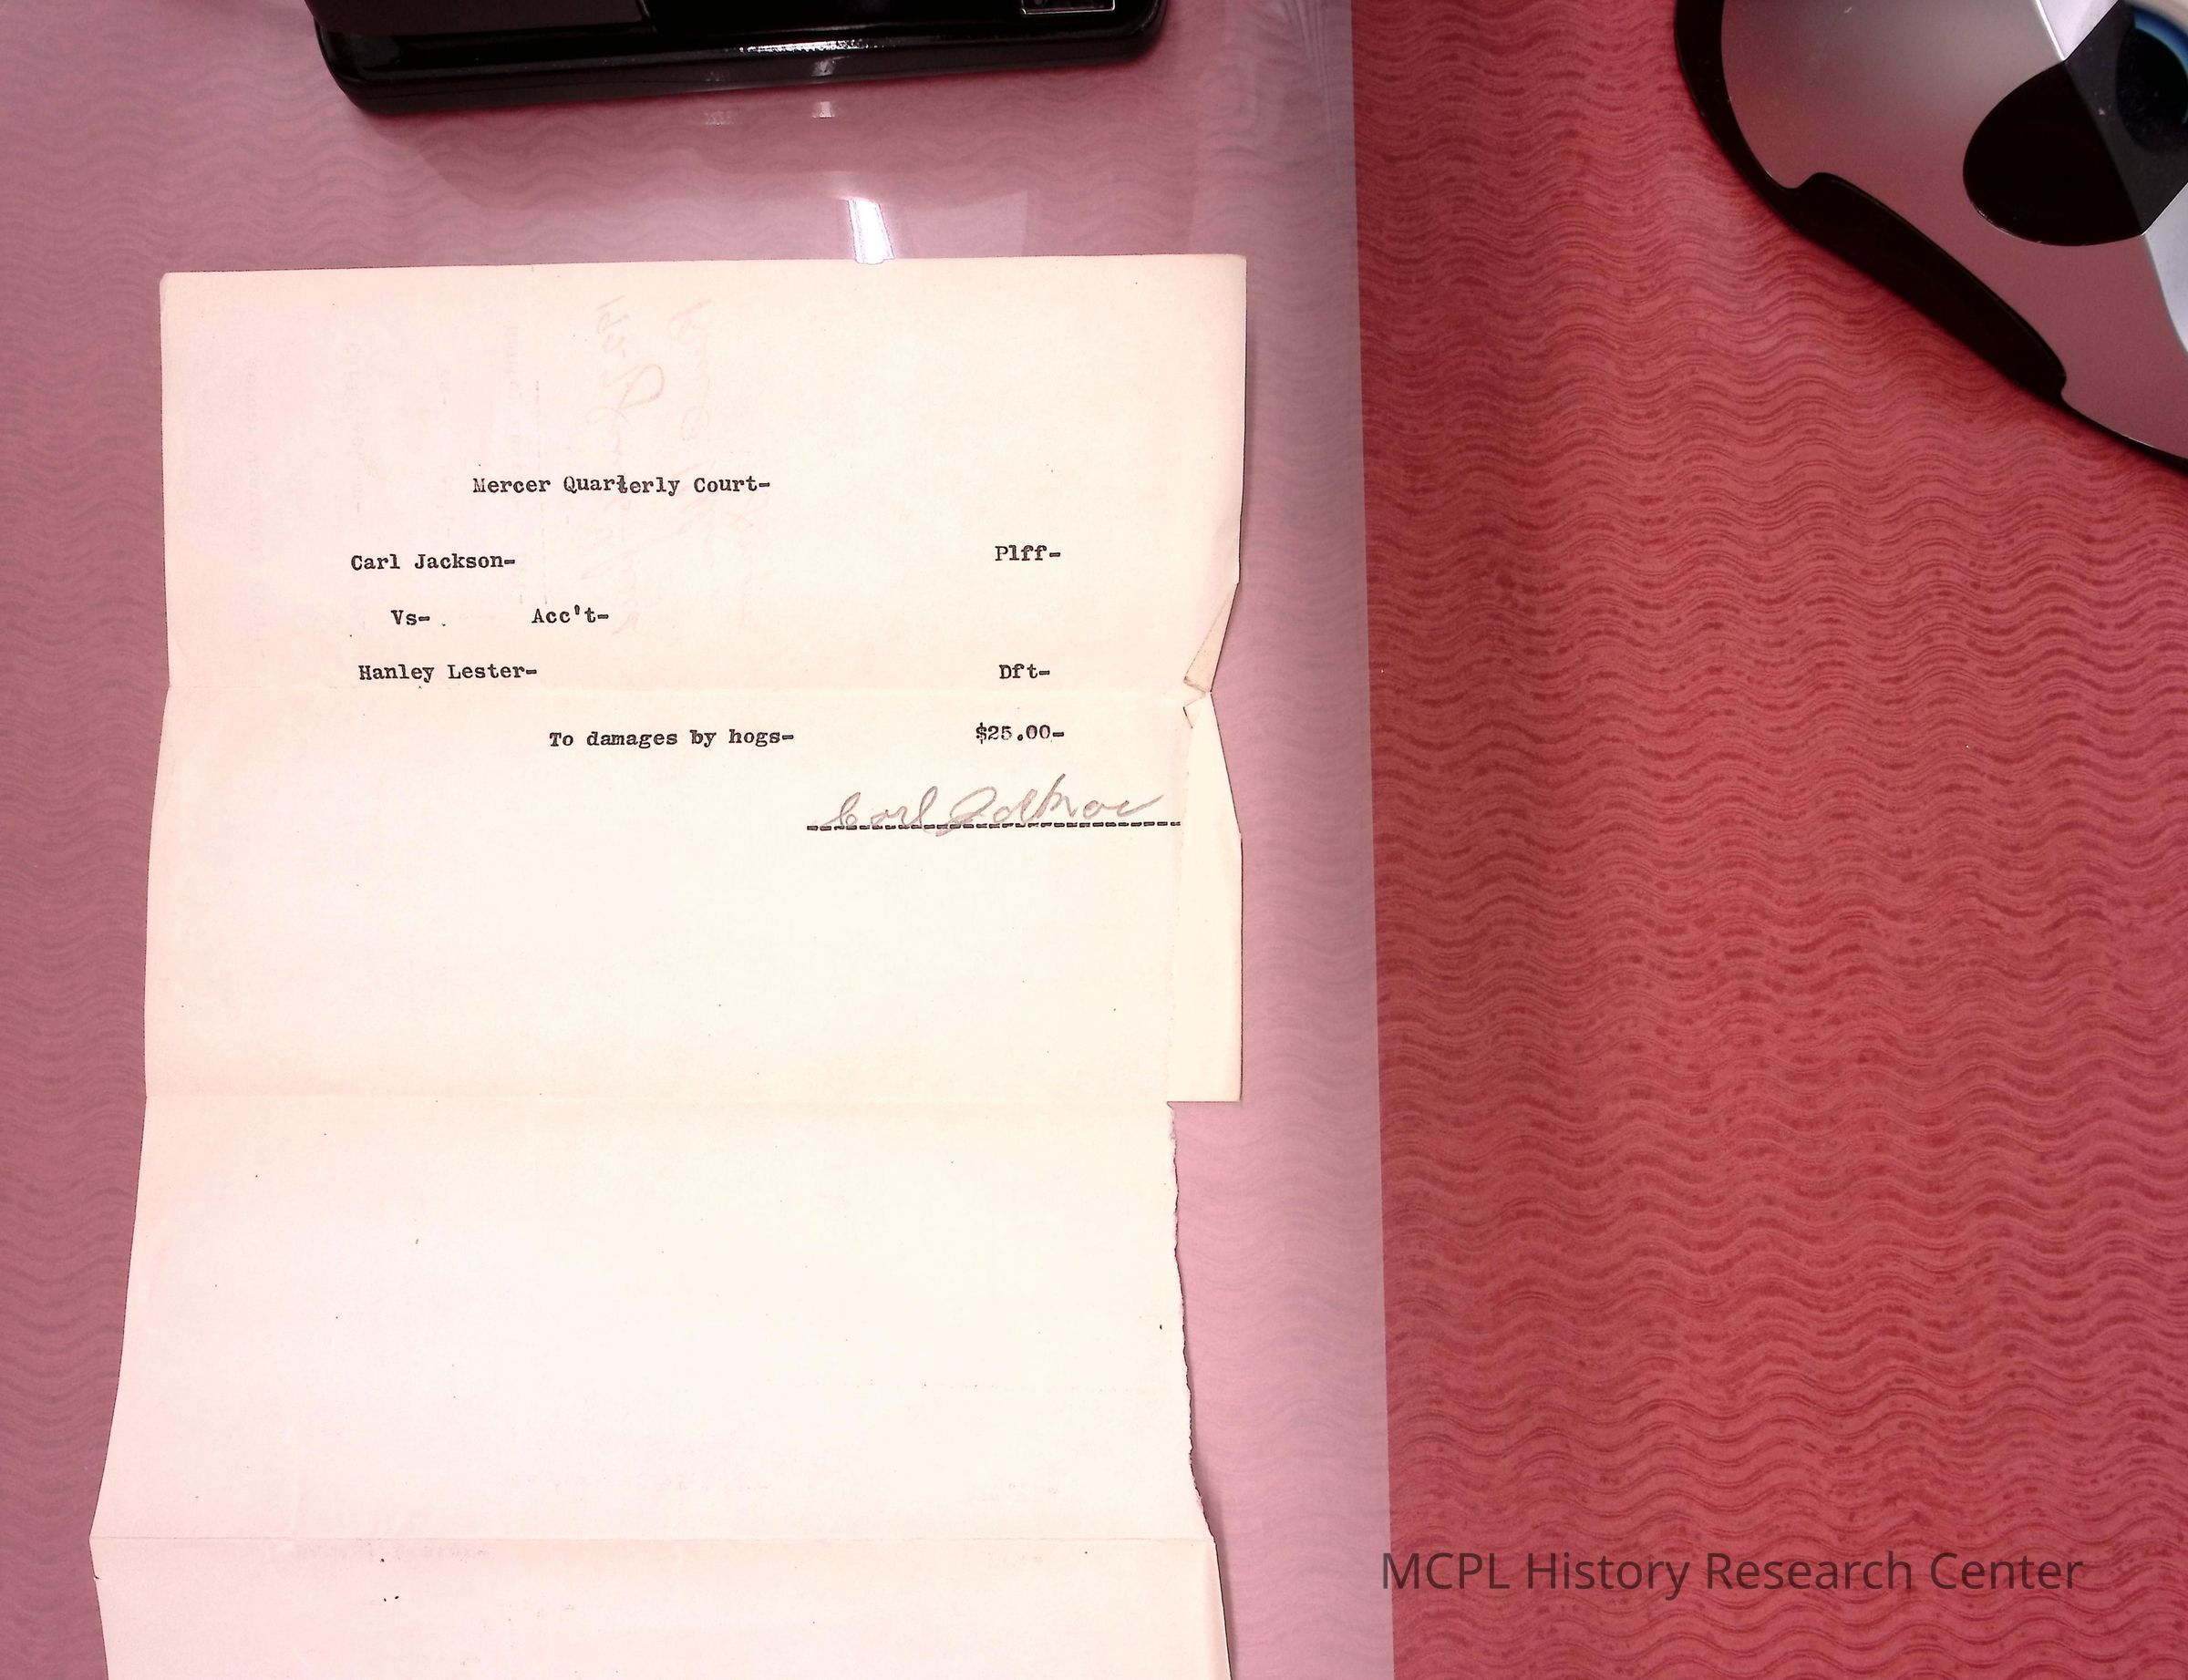 Mercer Quarterly Court-
Carl Jackson- Plff-
Vs- . Acc't-
Hanley Lester- Dft-
To damages by hogs- $25.00-
Carl
MCPL History Research Center